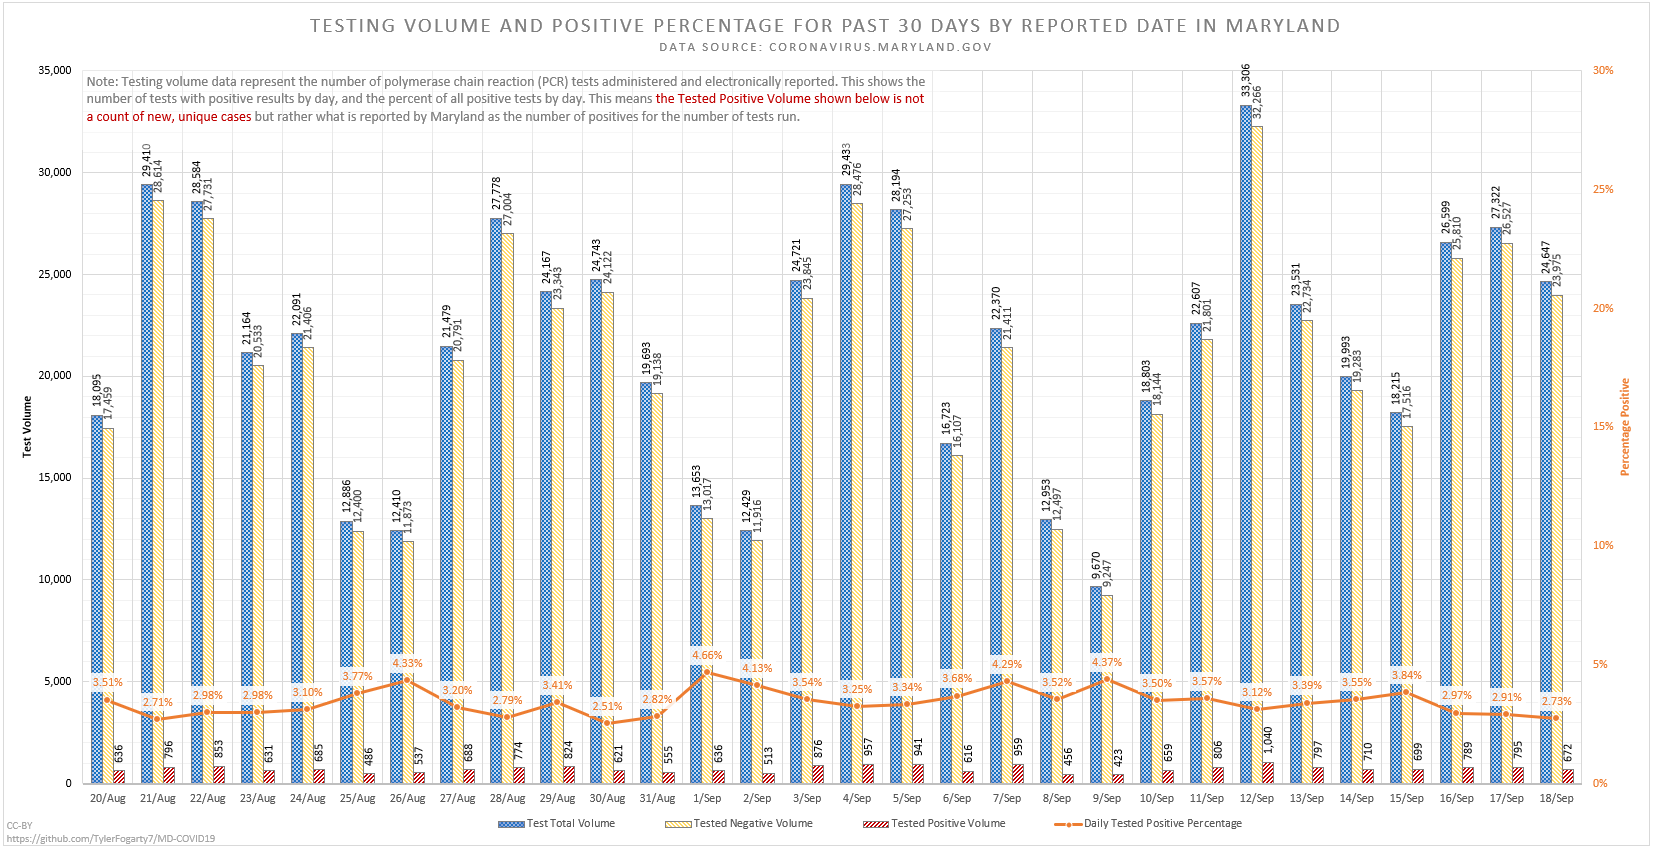 TESTING VOLUME AND POSITIVE PERCENTAGE FOR PAST 30 DAYS BY REPORTED DATE IN MARYLAND
DATA SOURCE: CORONAVIRUS.MARYLAND.GOV
Note: Testing volume data represent the number of polymerase chain reaction (PCR) tests administered and electronically reported. This shows the
number of tests with positive results by day, and the percent of all positive tests by day. This means the Tested Positive Volume shown below is not
a count of new, unique cases but rather what is reported by Maryland as the number of positives for the number of tests run.
Test Volume
35,000
30,000
25,000
20,000
15,000
10,000
5,000
0
18,095 29,410 28,584 21,164 22,091 12,886 12,410 21,479 27,778 24,167 24,743 19,693 13,653 12,429 24,721 29,433 28,194 16,723 22,370 12,953 9,670 18,803 22,607 33,306 23,531 19,993 18,215 26,599 27,322 24,647
17,459 28,614 27,731 20,533 21,406 12,400 11,873 20,791 27,004 23,343 24,122 19,138 13,017 11,916 23,845 28,476 27,253 16,107 21,411 12,497 9,247 18,144 21,801 32,266 22,734 19,283 17,516 25,810 26,527 23,975
3.51% 2.71% 2.98% 2.98% 3.10% 3.77% 4.33% 3.20% 2.79% 3.41% 2.51% 2.82% 4.66% 4.13% 3.54% 3.25% 3.34% 3.68% 4.29% 3.52% 4.37% 3.50% 3.57% 3.12% 3.39% 3.55% 3.84% 2.97% 2.91% 2.73%
636 796 853 631 685 486 537 688 774 824 621 555 636 513 876 957 941 616 959 456 423 659 806 1,040 797 710 699 789 795 672
20/Aug 21/Aug 22/Aug 23/Aug 24/Aug 25/Aug 26/Aug 27/Aug 28/Aug 29/Aug 30/Aug 31/Aug 1/Sep 2/Sep 3/Sep 4/Sep 5/Sep 6/Sep 7/Sep 8/Sep 9/Sep 10/Sep 11/Sep 12/Sep 13/Sep 14/Sep 15/Sep 16/Sep 17/Sep 18/Sep
30%
25%
20%
15%
10%
5%
0%
Percentage Positive
Test Total Volume Tested Negative Volume Tested Positive Volume Daily Tested Positive Percentage
CC-BY
https://github.com/TylerFogarty7/MD-COVID19